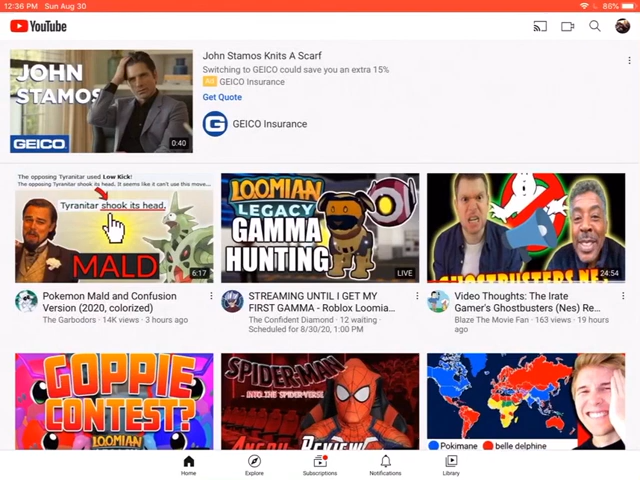 12:36 PM Sun Aug 30
86%
YouTube
JOHN
STAMOS
GEICO
0:40
John Stamos Knits A Scarf
Switching to GEICO could save you an extra 15%
Ad GEICO Insurance
Get Quote
G GEICO Insurance
The opposing Tyranitar used Low Kick!
The opposing Tyranitar shook its head. It seems like it can't use this move...
Tyranitar shook its head.
MALD
6:17
Pokemon Mald and Confusion
Version (2020, colorized)
The Garbodors · 14K views · 3 hours ago
LOOMIAN
LEGACY
GAMMA
HUNTING
LIVE
STREAMING UNTIL I GET MY
FIRST GAMMA - Roblox Loomia...
The Confident Diamond · 12 waiting ·
Scheduled for 8/30/20, 1:00 PM
GHOSTBUSTERS NES
24:54
Video Thoughts: The Irate
Gamer's Ghostbusters (Nes) Re...
Blaze The Movie Fan · 163 views · 19 hours
ago
GOPPIE
CONTEST?
LOOMIAN
SPIDER-MAN
INTO THE SPIDER-VERSE
ANGRY REVIEW
Pokimane
belle delphine
Home
Explore
Subscriptions
Notifications
Library